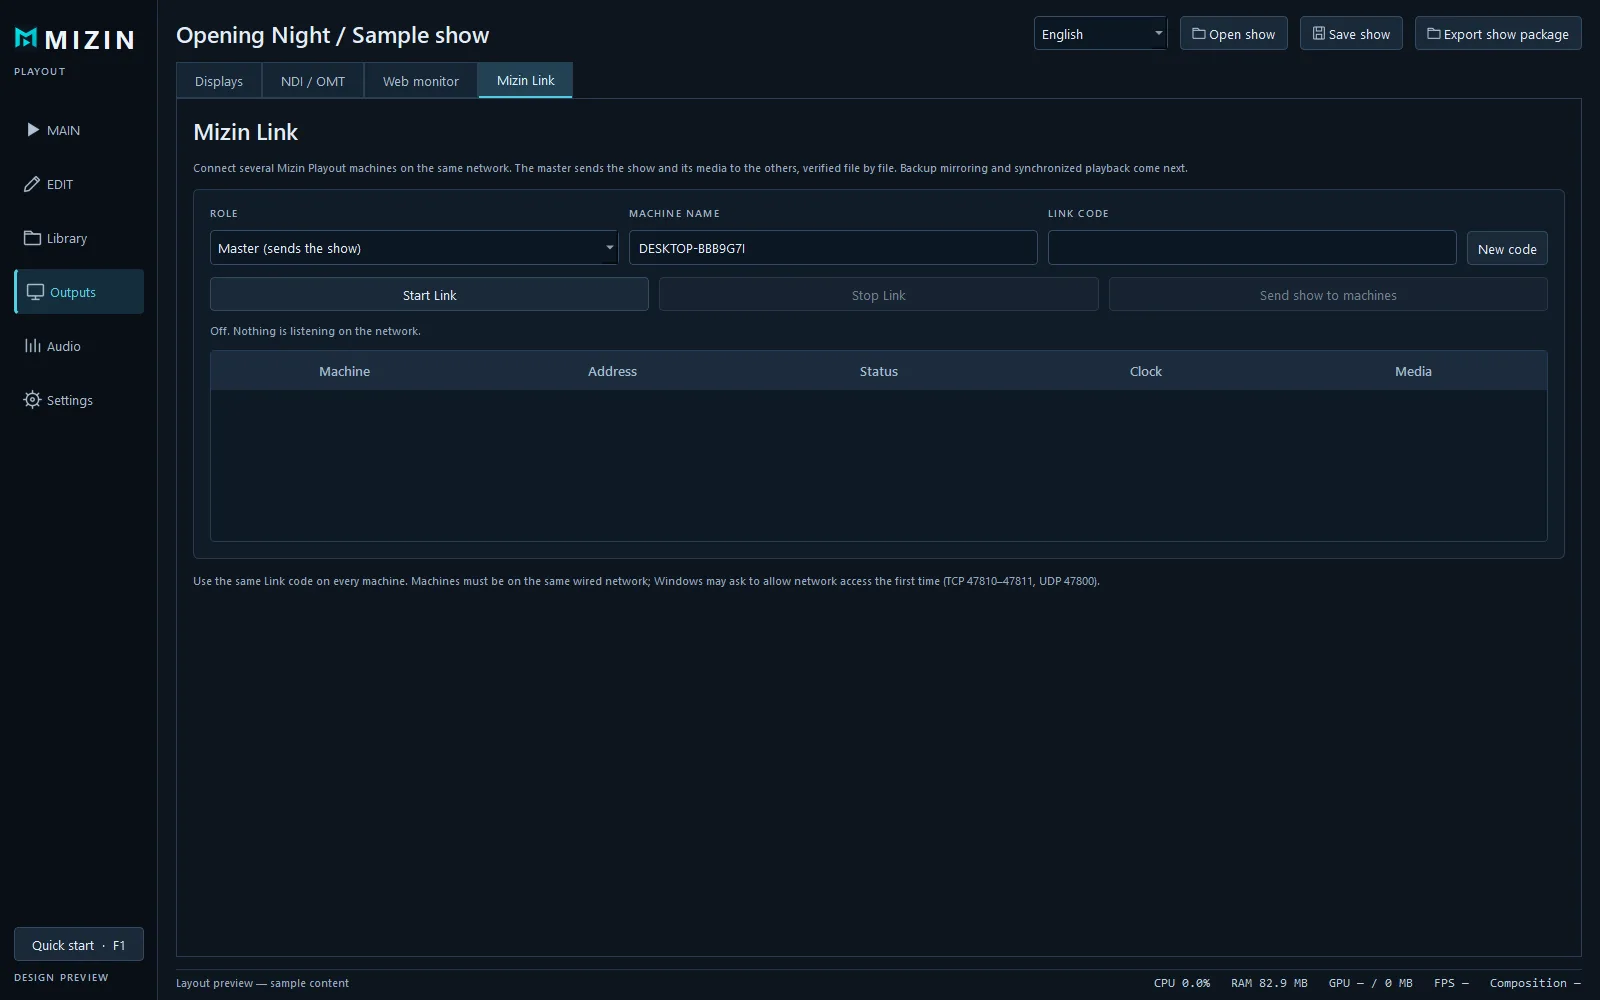 MIZIN
PLAYOUT
MAIN
EDIT
Library
Outputs
Audio
Settings
Quick start · F1
DESIGN PREVIEW
Opening Night / Sample show
English
Open show
Save show
Export show package
Displays
NDI / OMT
Web monitor
Mizin Link
Mizin Link
Connect several Mizin Playout machines on the same network. The master sends the show and its media to the others, verified file by file. Backup mirroring and synchronized playback come next.
ROLE
MACHINE NAME
LINK CODE
Master (sends the show)
DESKTOP-BBB9G7I
New code
Start Link
Stop Link
Send show to machines
Off. Nothing is listening on the network.
Machine
Address
Status
Clock
Media
Use the same Link code on every machine. Machines must be on the same wired network; Windows may ask to allow network access the first time (TCP 47810–47811, UDP 47800).
Layout preview — sample content
CPU 0.0%
RAM 82.9 MB
GPU — / 0 MB
FPS —
Composition —